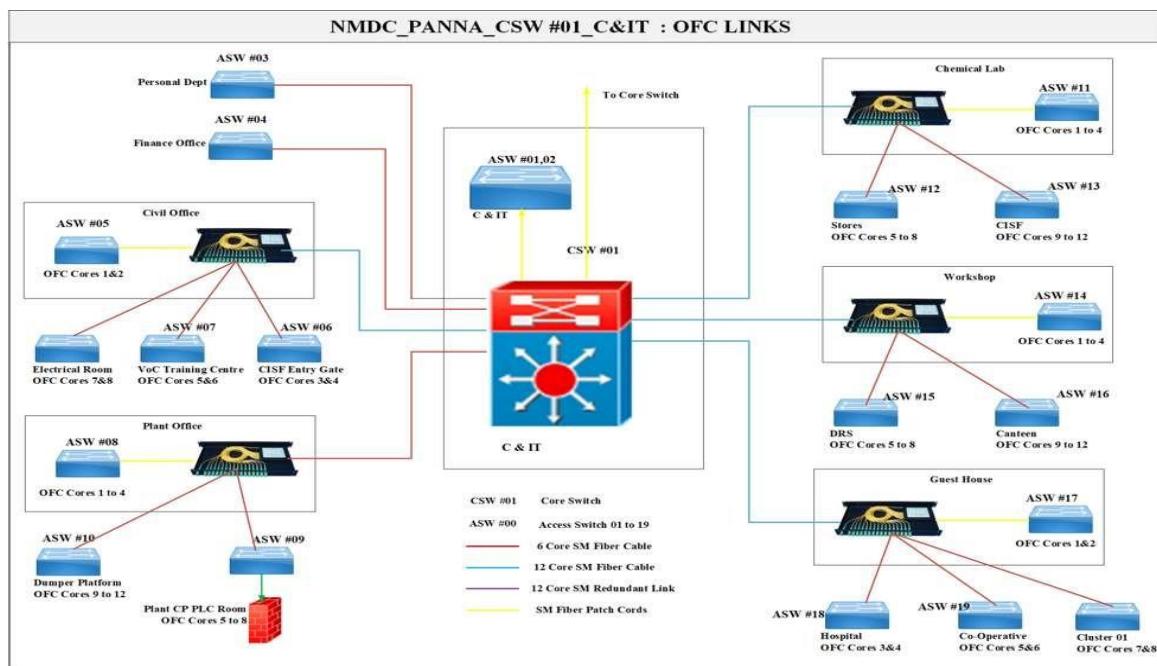 NMDC_PANNA_CSW #01_C&IT : OFC LINKS
ASW #03
Personal Dept
ASW #04
Finance Office
Civil Office
ASW #05
OFC Cores 1&2
ASW #07
ASW #06
Electrical Room
OFC Cores 7&8
VoC Training Centre
OFC Cores 5&6
CISF Entry Gate
OFC Cores 3&4
Plant Office
ASW #08
OFC Cores 1 to 4
ASW #10
ASW #09
Dumper Platform
OFC Cores 9 to 12
Plant CP PLC Room
OFC Cores 5 to 8
To Core Switch
ASW #01,02
C & IT
CSW #01
C & IT
CSW #01 Core Switch
ASW #00 Access Switch 01 to 19
6 Core SM Fiber Cable
12 Core SM Fiber Cable
12 Core SM Redundant Link
SM Fiber Patch Cords
Chemical Lab
ASW #11
OFC Cores 1 to 4
ASW #12
ASW #13
Stores
OFC Cores 5 to 8
CISF
OFC Cores 9 to 12
Workshop
ASW #14
OFC Cores 1 to 4
ASW #15
ASW #16
DRS
OFC Cores 5 to 8
Canteen
OFC Cores 9 to 12
Guest House
ASW #17
OFC Cores 1&2
ASW #18
ASW #19
Hospital
OFC Cores 3&4
Co-Operative
OFC Cores 5&6
Cluster 01
OFC Cores 7&8